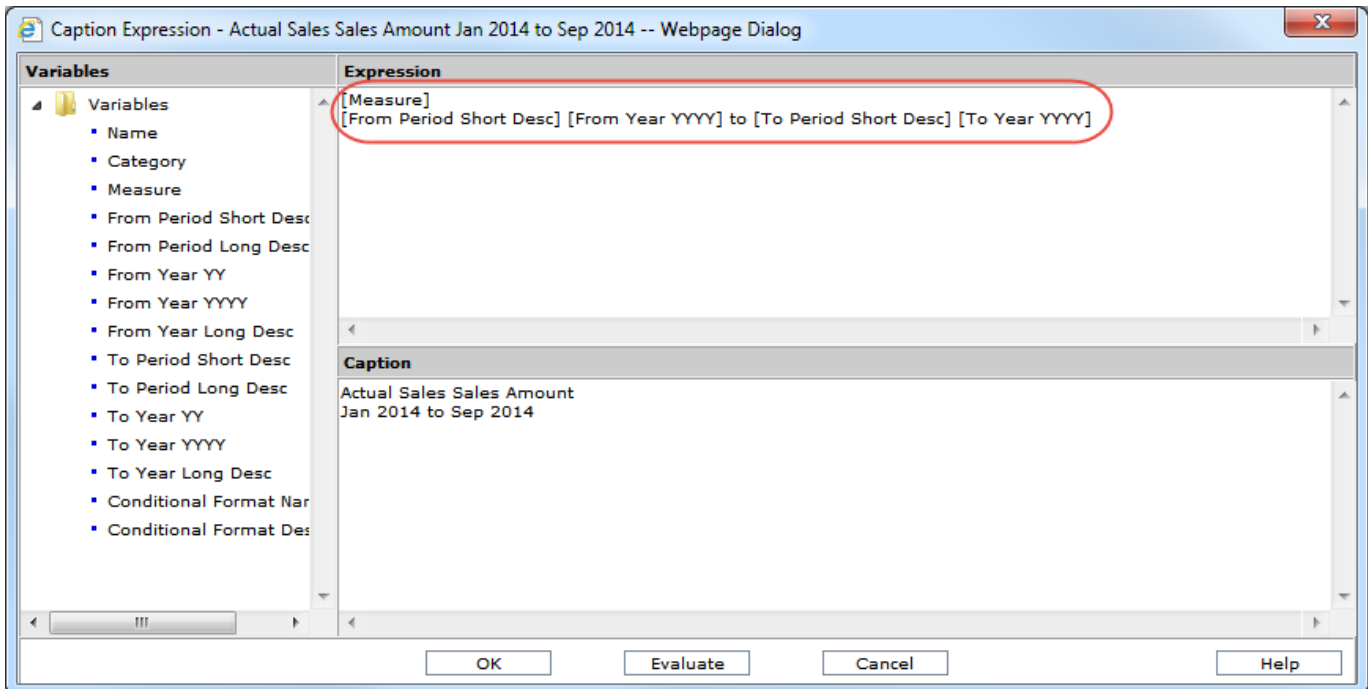 Caption Expression - Actual Sales Sales Amount Jan 2014 to Sep 2014 -- Webpage Dialog
Variables
Variables
Name
Category
Measure
From Period Short Desc
From Period Long Desc
From Year YY
From Year YYYY
From Year Long Desc
To Period Short Desc
To Period Long Desc
To Year YY
To Year YYYY
To Year Long Desc
Conditional Format Nar
Conditional Format Des
Expression
[Measure]
[From Period Short Desc] [From Year YYYY] to [To Period Short Desc] [To Year YYYY]
Caption
Actual Sales Sales Amount
Jan 2014 to Sep 2014
OK
Evaluate
Cancel
Help